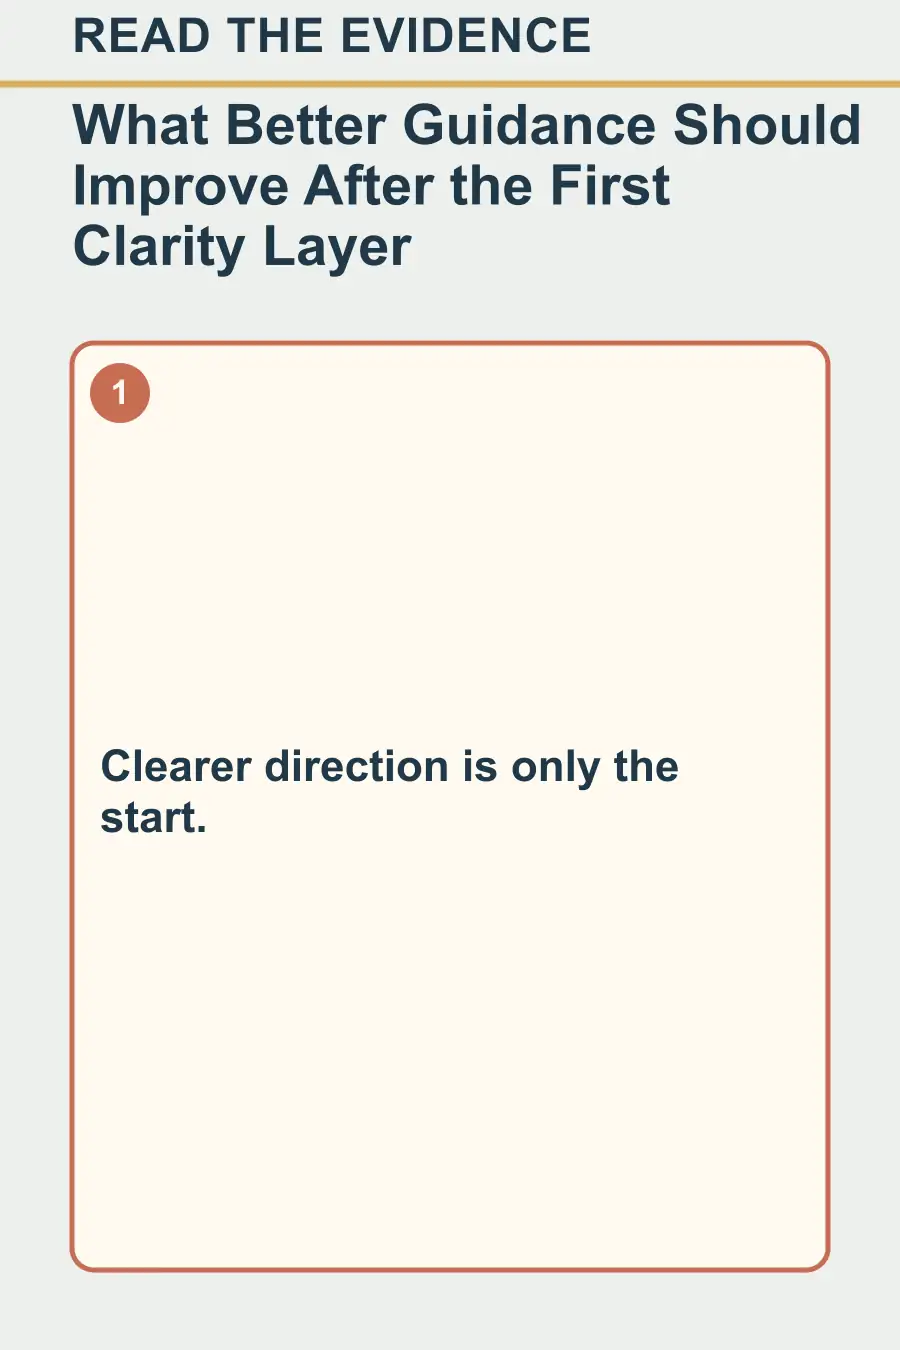 READ THE EVIDENCE
What Better Guidance Should
Improve After the First
Clarity Layer
1
Clearer direction is only the
start.